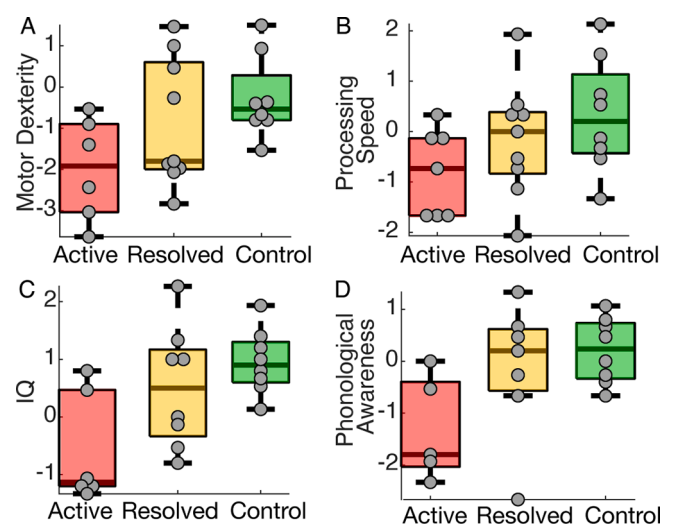 A
Motor Dexterity
1
0
-1
-2
-3
Active Resolved Control
B
Processing
Speed
2
1
0
-1
-2
Active Resolved Control
C
IQ
2
1
0
-1
Active Resolved Control
D
Phonological
Awareness
1
0
-1
-2
Active Resolved Control